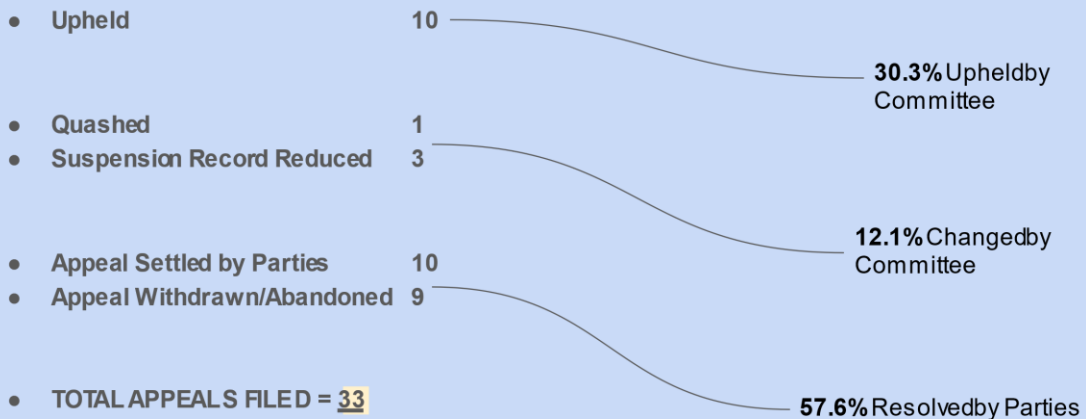 ● Upheld 10
30.3% Upheldby
Committee
● Quashed 1
● Suspension Record Reduced 3
12.1% Changedby
Committee
● Appeal Settled by Parties 10
● Appeal Withdrawn/Abandoned 9
● TOTAL APPEALS FILED = 33
57.6% Resolvedby Parties